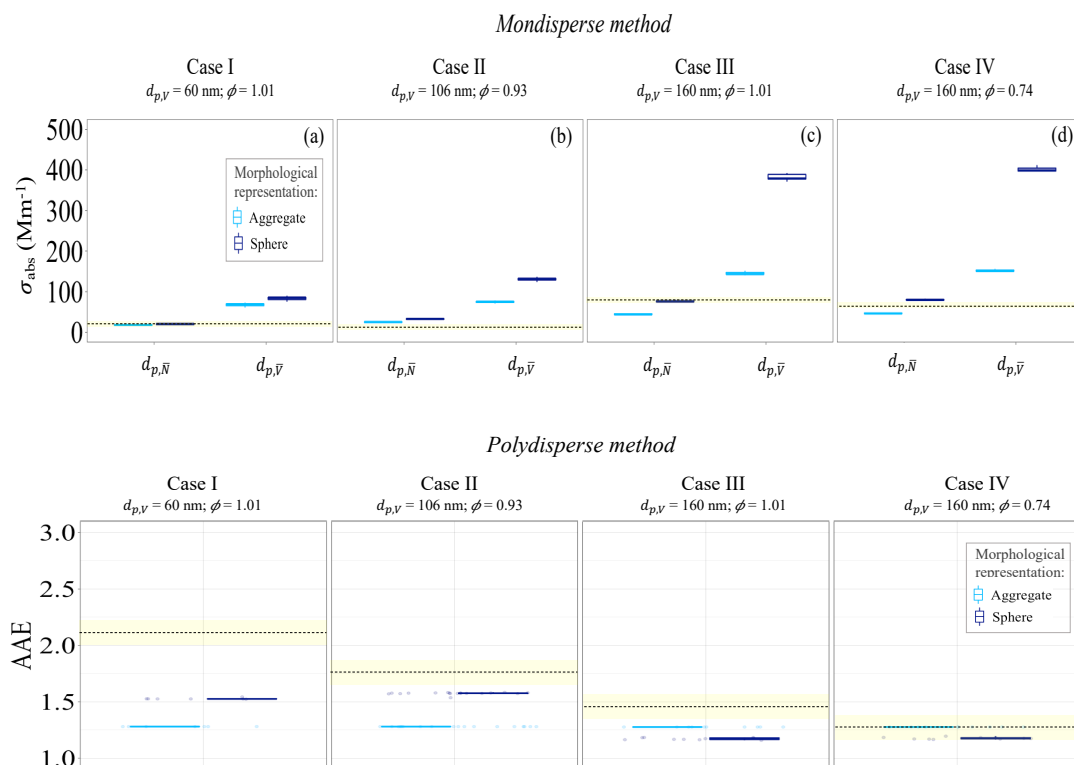 Mondisperse method
Case I
Case II
Case III
Case IV
d_{p,V} = 60 nm; ϕ = 1.01
d_{p,V} = 106 nm; ϕ = 0.93
d_{p,V} = 160 nm; ϕ = 1.01
d_{p,V} = 160 nm; ϕ = 0.74
σ_abs (Mm⁻¹)
500
400
300
200
100
0
(a)
(b)
(c)
(d)
Morphological
representation:
Aggregate
Sphere
d_{p,N̅}
d_{p,V̅}
d_{p,N̅}
d_{p,V̅}
d_{p,N̅}
d_{p,V̅}
d_{p,N̅}
d_{p,V̅}
Polydisperse method
Case I
Case II
Case III
Case IV
d_{p,V} = 60 nm; ϕ = 1.01
d_{p,V} = 106 nm; ϕ = 0.93
d_{p,V} = 160 nm; ϕ = 1.01
d_{p,V} = 160 nm; ϕ = 0.74
AAE
3.0
2.5
2.0
1.5
1.0
Morphological
representation:
Aggregate
Sphere